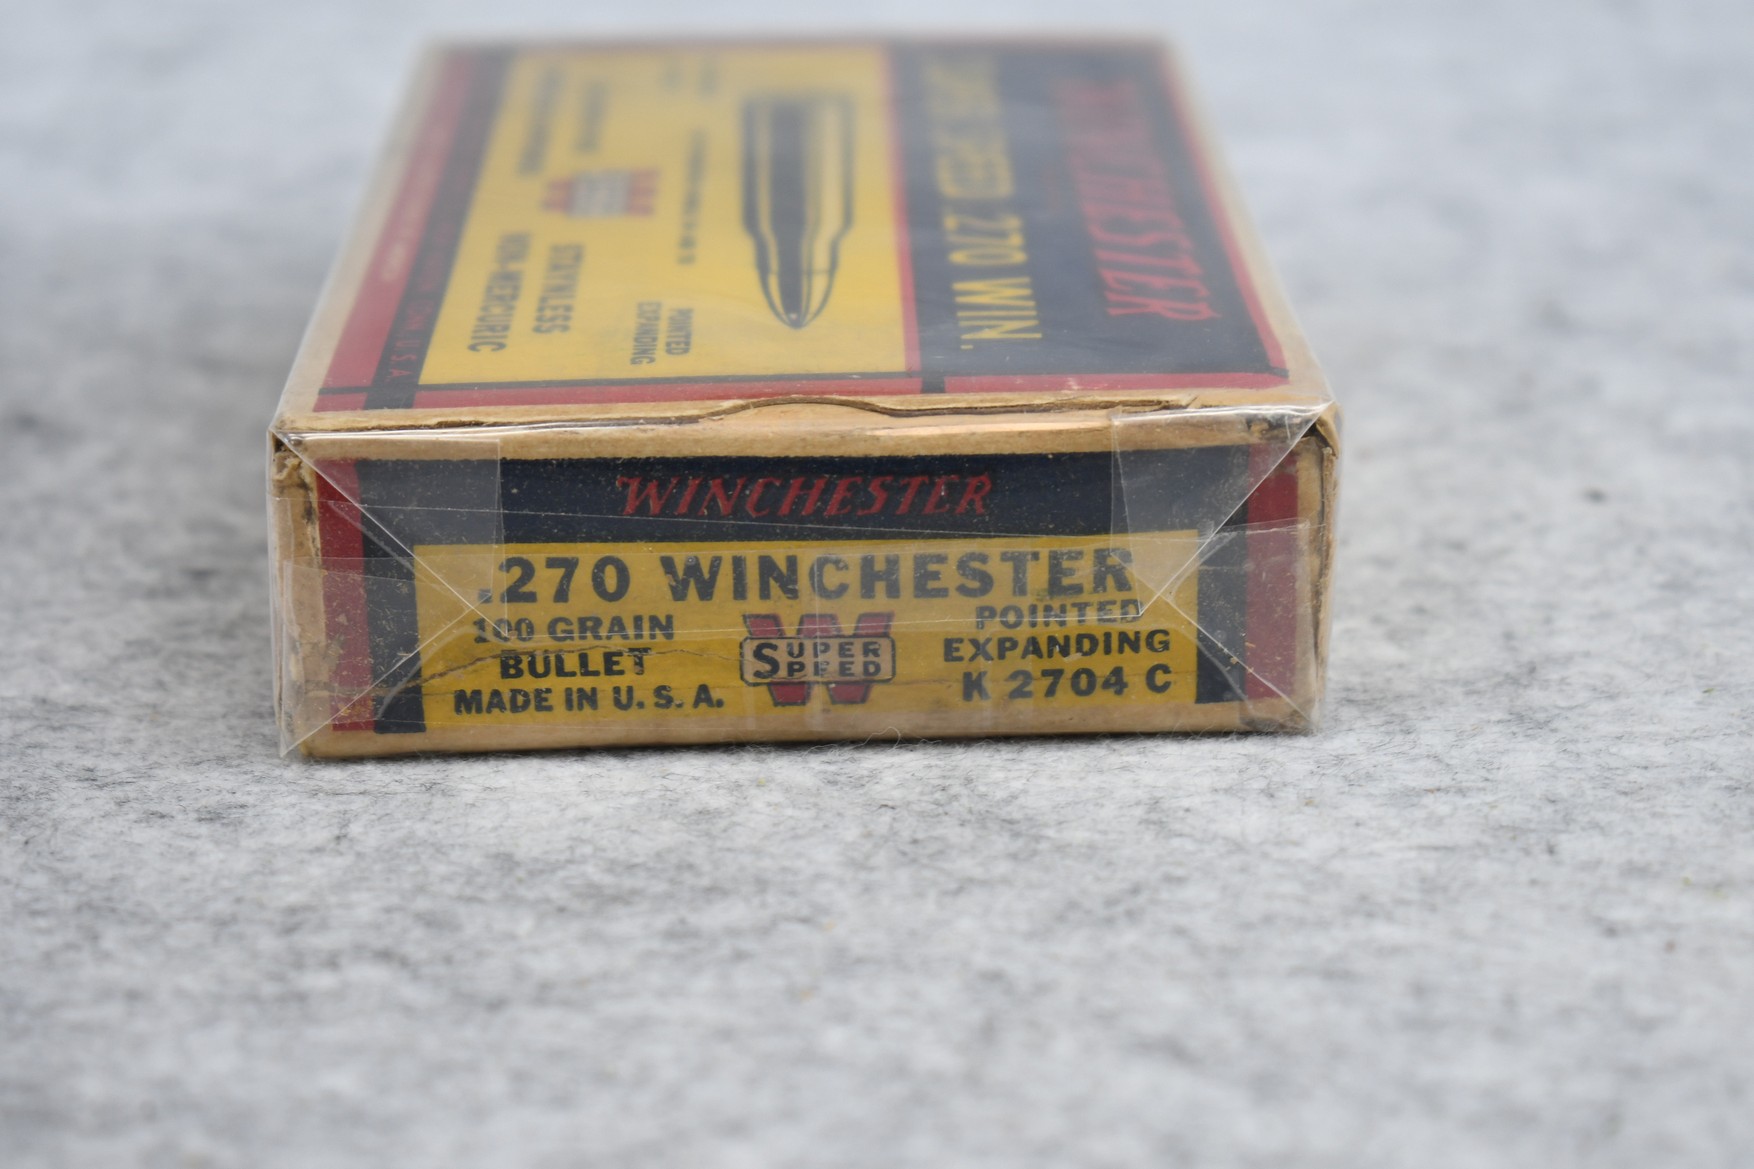 WINCHESTER
SUPER SPEED 270 WIN.
POINTED
EXPANDING
STAYNLESS
NON-MERCURIC
U.S.A.
WINCHESTER
.270 WINCHESTER
100 GRAIN
BULLET
MADE IN U. S. A.
SUPER
SPEED
POINTED
EXPANDING
K 2704 C